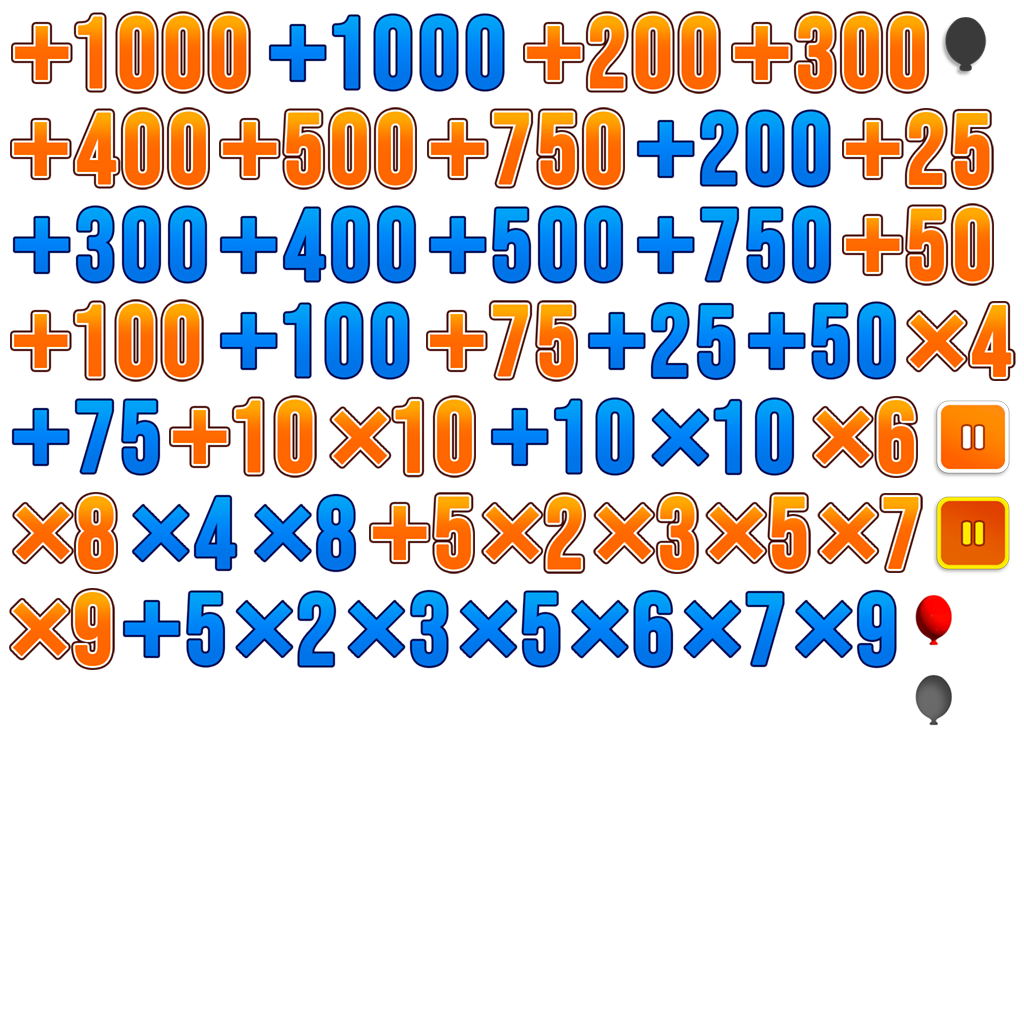 +1000 +1000 +200 +300
+400 +500 +750 +200 +25
+300 +400 +500 +750 +50
+100 +100 +75 +25 +50 ×4
+75 +10 ×10 +10 ×10 ×6
×8 ×4 ×8 +5 ×2 ×3 ×5 ×7
×9 +5 ×2 ×3 ×5 ×6 ×7 ×9